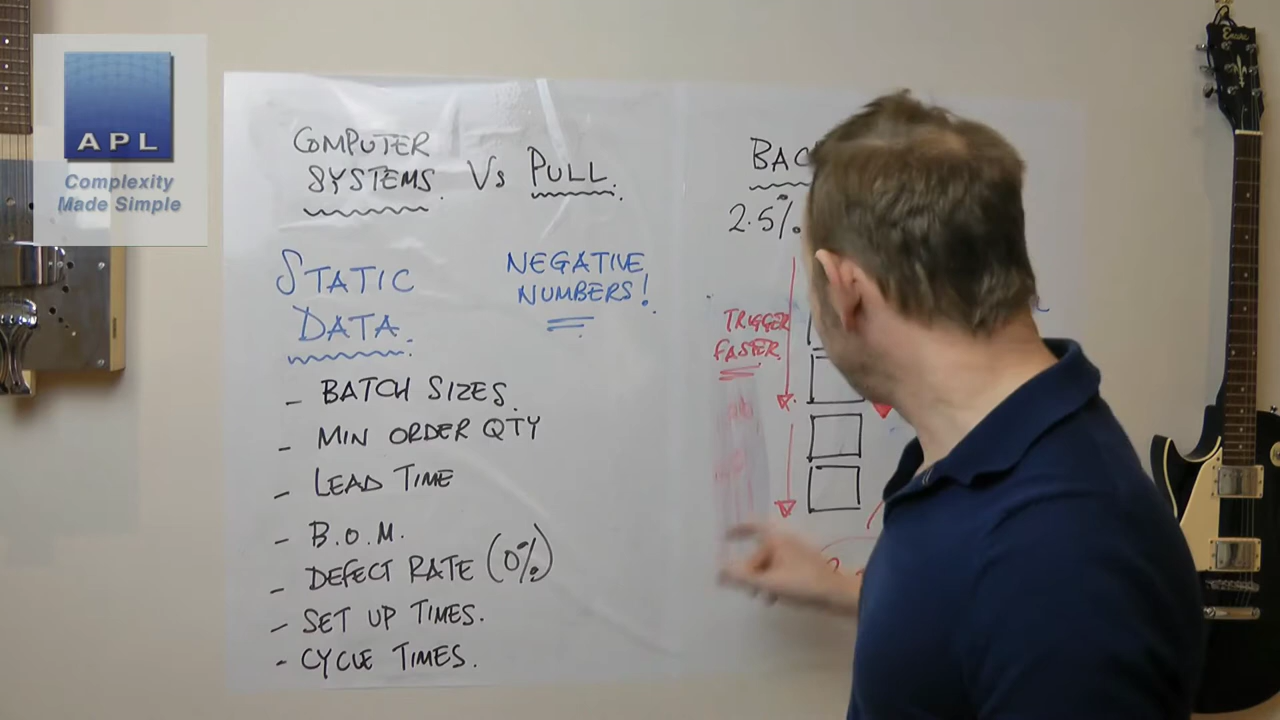 APL
Complexity
Made Simple
COMPUTER
SYSTEMS. Vs PULL.
STATIC
DATA.
NEGATIVE
NUMBERS!
- BATCH SIZES.
- MIN ORDER QTY
- LEAD TIME
- B.O.M.
- DEFECT RATE (0%)
- SET UP TIMES.
- CYCLE TIMES.
2.5%
TRIGGER
FASTER.
Encore